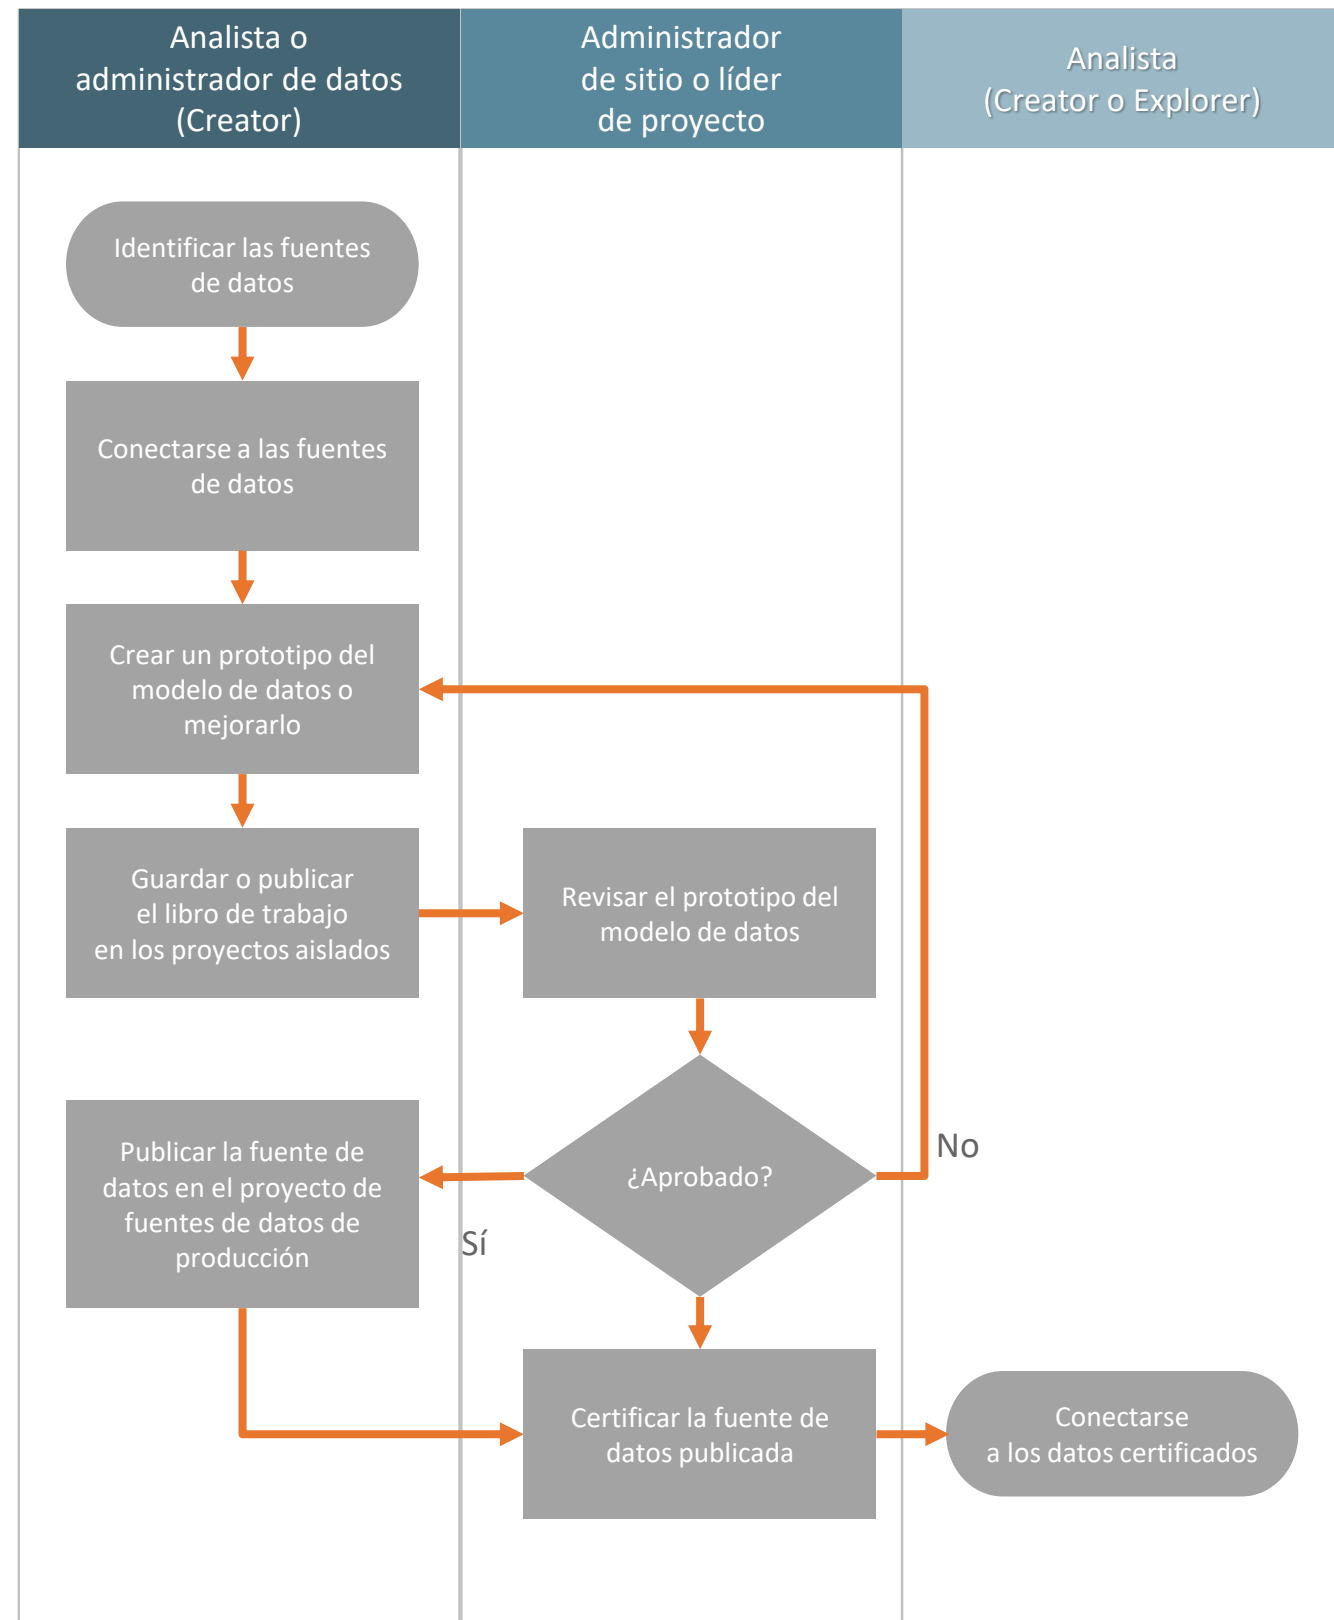 Analista o
administrador de datos
(Creator)
Administrador
de sitio o líder
de proyecto
Analista
(Creator o Explorer)
Identificar las fuentes
de datos
Conectarse a las fuentes
de datos
Crear un prototipo del
modelo de datos o
mejorarlo
Guardar o publicar
el libro de trabajo
en los proyectos aislados
Revisar el prototipo del
modelo de datos
¿Aprobado?
No
Sí
Publicar la fuente de
datos en el proyecto de
fuentes de datos de
producción
Certificar la fuente de
datos publicada
Conectarse
a los datos certificados